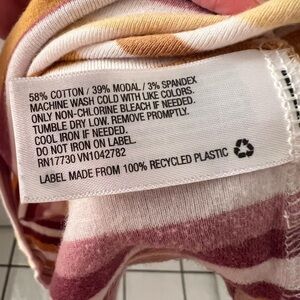 58% COTTON / 39% MODAL / 3% SPANDEX
MACHINE WASH COLD WITH LIKE COLORS.
ONLY NON-CHLORINE BLEACH IF NEEDED.
TUMBLE DRY LOW. REMOVE PROMPTLY.
COOL IRON IF NEEDED.
DO NOT IRON ON LABEL.
RN17730 VN1042782
LABEL MADE FROM 100% RECYCLED PLASTIC